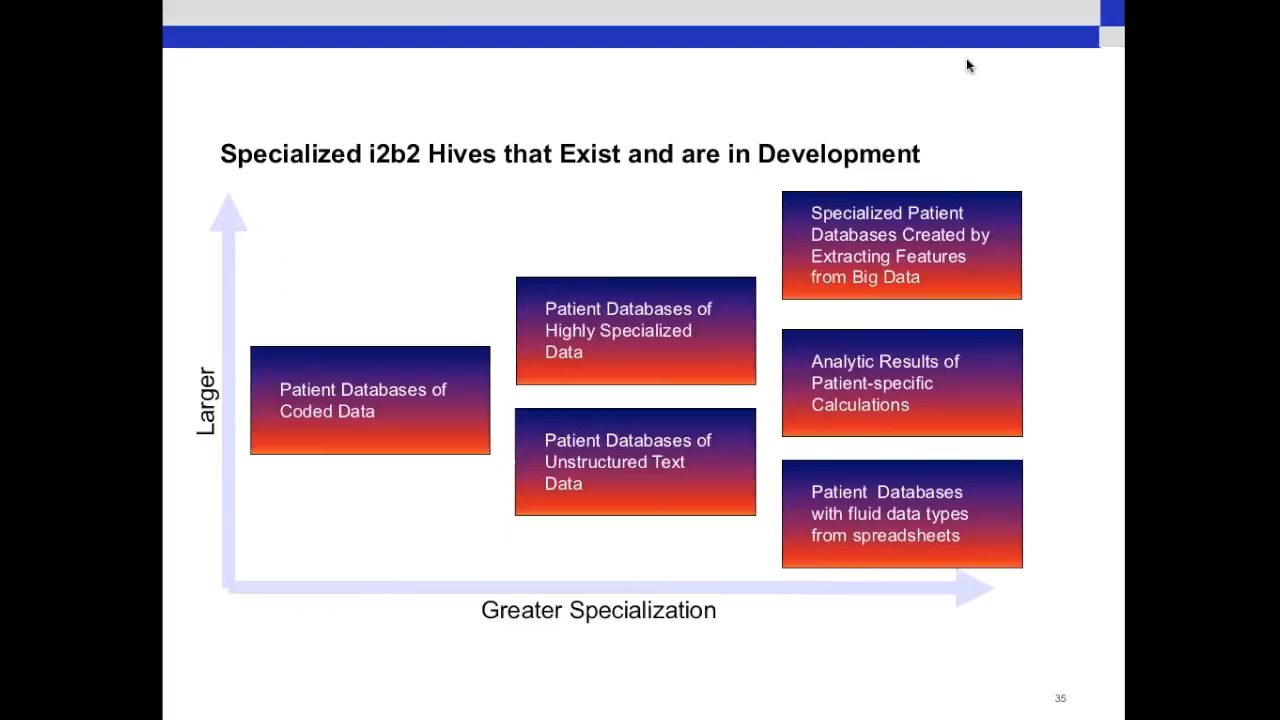 Specialized i2b2 Hives that Exist and are in Development
Specialized Patient
Databases Created by
Extracting Features
from Big Data
Patient Databases of
Highly Specialized
Data
Patient Databases of
Coded Data
Analytic Results of
Patient-specific
Calculations
Patient Databases of
Unstructured Text
Data
Patient  Databases
with fluid data types
from spreadsheets
Larger
Greater Specialization
35